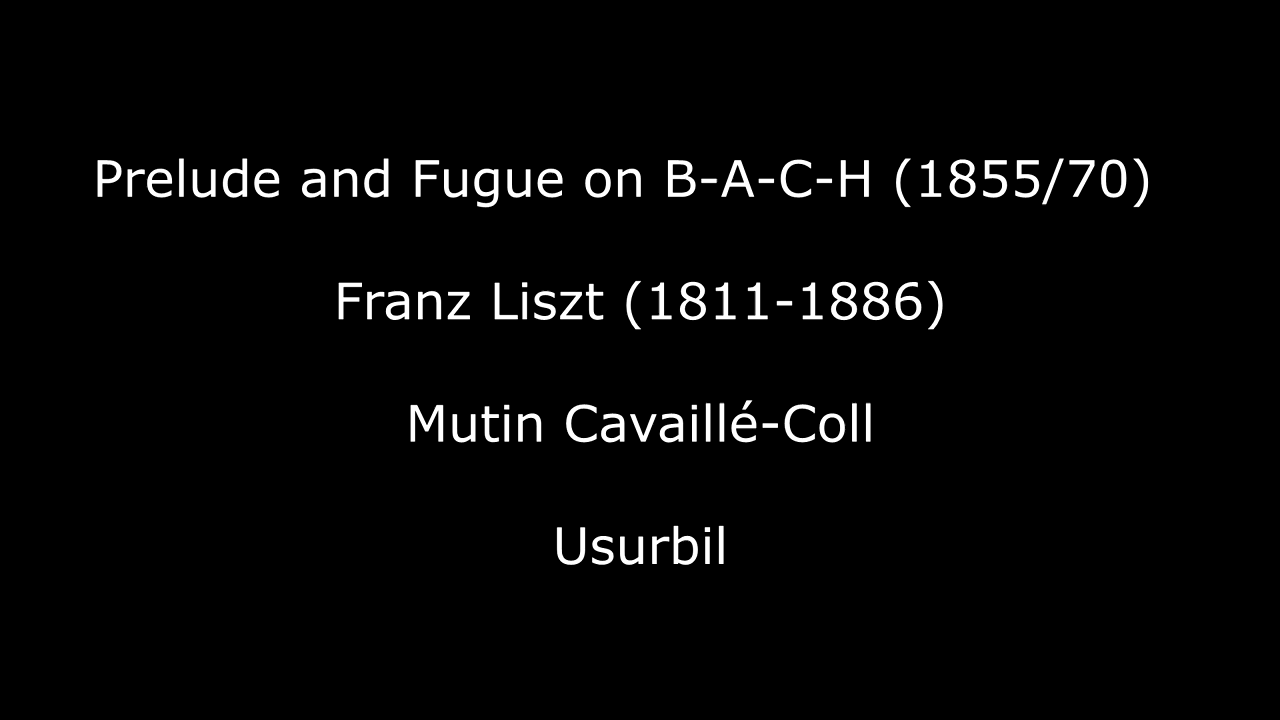 Prelude and Fugue on B-A-C-H (1855/70)
Franz Liszt (1811-1886)
Mutin Cavaillé-Coll
Usurbil